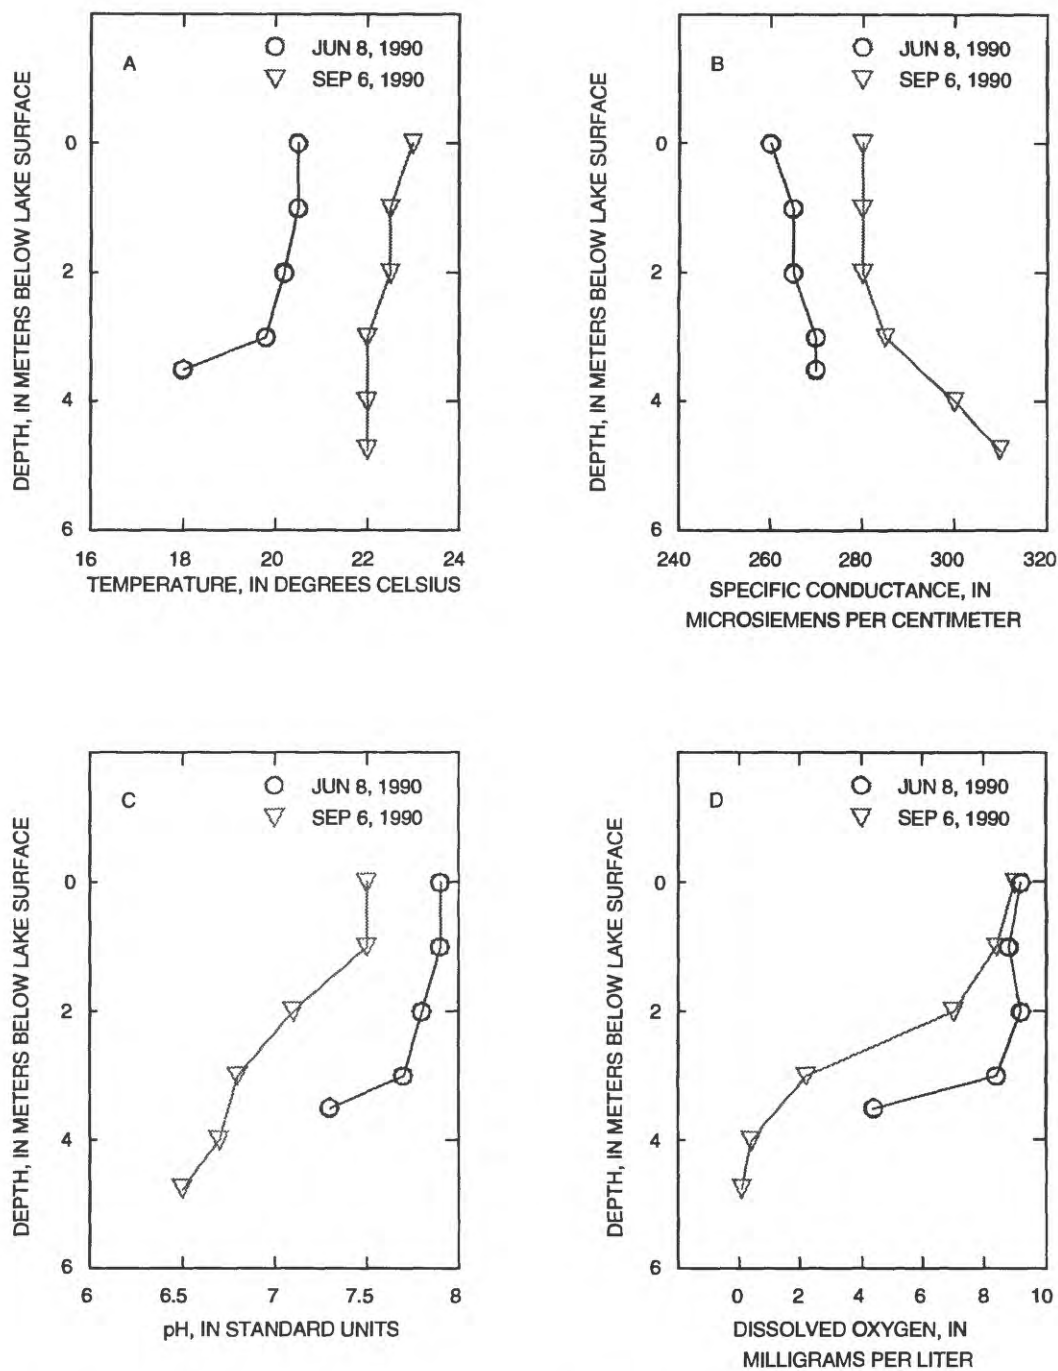 A
JUN 8, 1990
SEP 6, 1990
DEPTH, IN METERS BELOW LAKE SURFACE
0
2
4
6
16 18 20 22 24
TEMPERATURE, IN DEGREES CELSIUS
B
JUN 8, 1990
SEP 6, 1990
DEPTH, IN METERS BELOW LAKE SURFACE
0
2
4
6
240 260 280 300 320
SPECIFIC CONDUCTANCE, IN
MICROSIEMENS PER CENTIMETER
C
JUN 8, 1990
SEP 6, 1990
DEPTH, IN METERS BELOW LAKE SURFACE
0
2
4
6
6 6.5 7 7.5 8
pH, IN STANDARD UNITS
D
JUN 8, 1990
SEP 6, 1990
DEPTH, IN METERS BELOW LAKE SURFACE
0
2
4
6
0 2 4 6 8 10
DISSOLVED OXYGEN, IN
MILLIGRAMS PER LITER